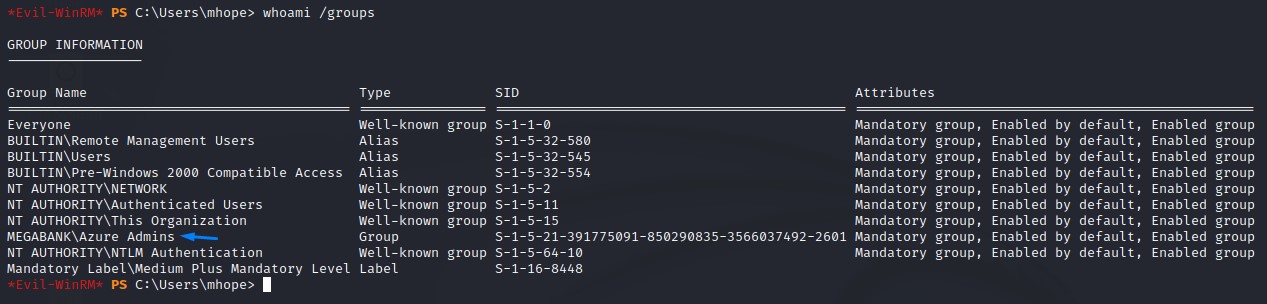 *Evil-WinRM* PS C:\Users\mhope> whoami /groups
GROUP INFORMATION
-----------------
Group Name Type SID Attributes
========================================== ================ ============================================ ==================================================
Everyone Well-known group S-1-1-0 Mandatory group, Enabled by default, Enabled group
BUILTIN\Remote Management Users Alias S-1-5-32-580 Mandatory group, Enabled by default, Enabled group
BUILTIN\Users Alias S-1-5-32-545 Mandatory group, Enabled by default, Enabled group
BUILTIN\Pre-Windows 2000 Compatible Access Alias S-1-5-32-554 Mandatory group, Enabled by default, Enabled group
NT AUTHORITY\NETWORK Well-known group S-1-5-2 Mandatory group, Enabled by default, Enabled group
NT AUTHORITY\Authenticated Users Well-known group S-1-5-11 Mandatory group, Enabled by default, Enabled group
NT AUTHORITY\This Organization Well-known group S-1-5-15 Mandatory group, Enabled by default, Enabled group
MEGABANK\Azure Admins Group S-1-5-21-391775091-850290835-3566037492-2601 Mandatory group, Enabled by default, Enabled group
NT AUTHORITY\NTLM Authentication Well-known group S-1-5-64-10 Mandatory group, Enabled by default, Enabled group
Mandatory Label\Medium Plus Mandatory Level Label S-1-16-8448
*Evil-WinRM* PS C:\Users\mhope>